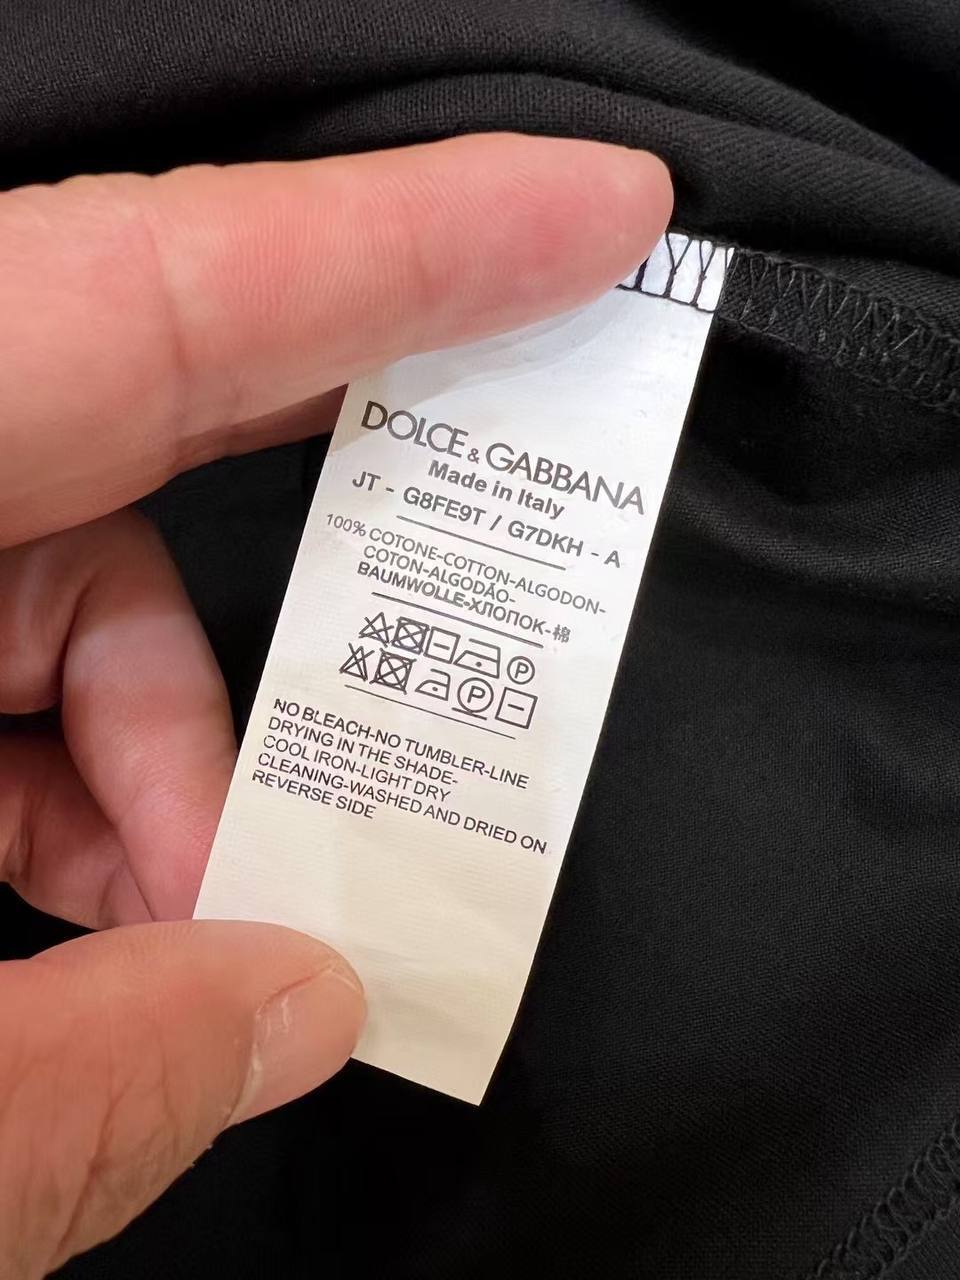 DOLCE & GABBANA
Made in Italy
JT - G8FE9T / G7DKH - A
100% COTONE-COTTON-ALGODON-
COTON-ALGODÃO-
BAUMWOLLE-ХЛОПОК-棉
P
P
NO BLEACH-NO TUMBLER-LINE
DRYING IN THE SHADE-
COOL IRON-LIGHT DRY
CLEANING-WASHED AND DRIED ON
REVERSE SIDE